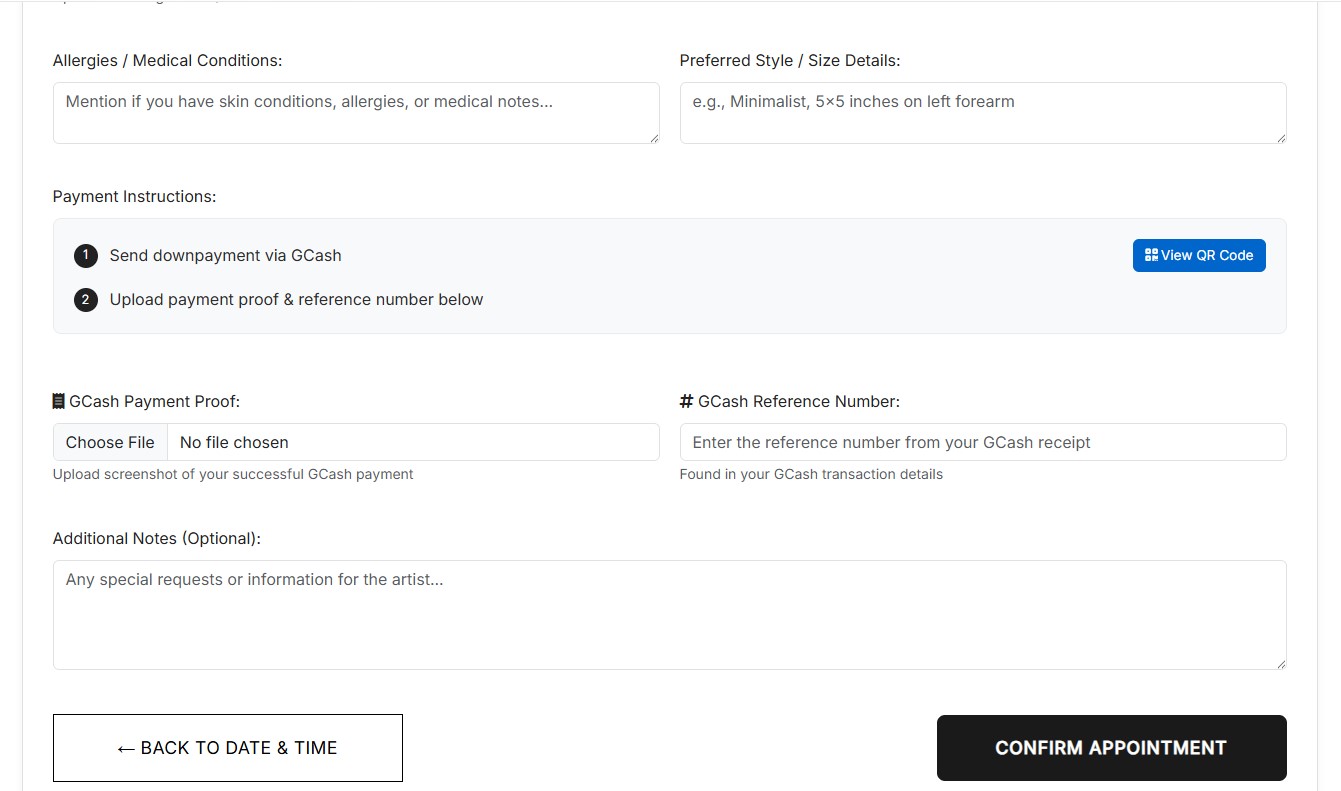 Allergies / Medical Conditions:
Preferred Style / Size Details:
Mention if you have skin conditions, allergies, or medical notes...
e.g., Minimalist, 5×5 inches on left forearm
Payment Instructions:
1 Send downpayment via GCash
View QR Code
2 Upload payment proof & reference number below
GCash Payment Proof:
# GCash Reference Number:
Choose File No file chosen
Enter the reference number from your GCash receipt
Upload screenshot of your successful GCash payment
Found in your GCash transaction details
Additional Notes (Optional):
Any special requests or information for the artist...
← BACK TO DATE & TIME
CONFIRM APPOINTMENT